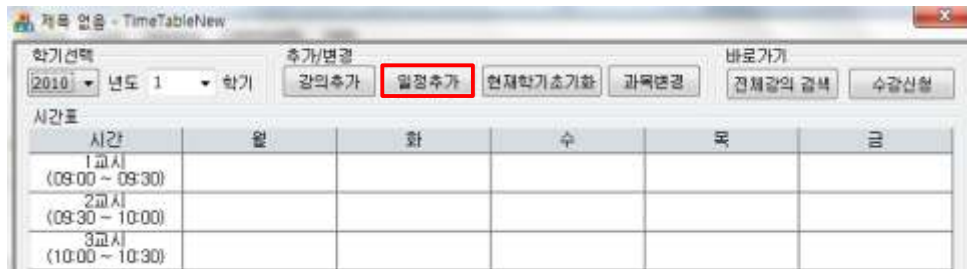 제목 없음 - TimeTableNew
학기선택 추가/변경 바로가기
2010 년도 1 학기 강의추가 일정추가 현재학기초기화 과목변경 전체강의 검색 수강신청
시간표
시간 월 화 수 목 금
1교시
(09:00 ~ 09:30)
2교시
(09:30 ~ 10:00)
3교시
(10:00 ~ 10:30)